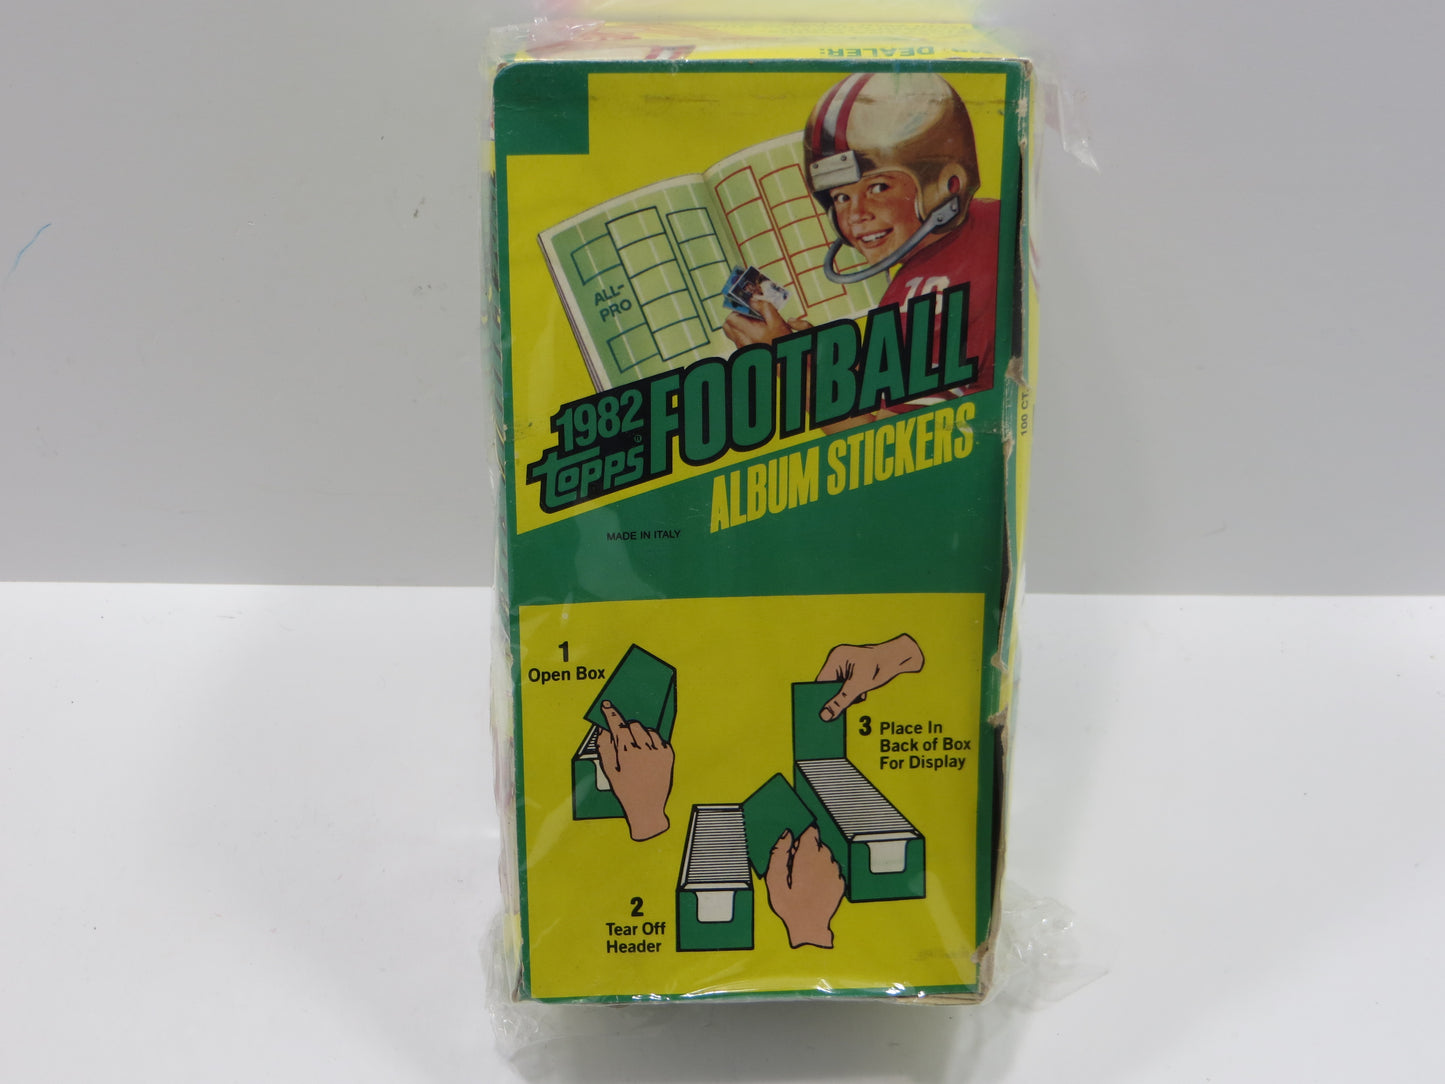 DEALER:
ALL-
PRO
1982
topps®
FOOTBALL
ALBUM STICKERS
MADE IN ITALY
100 CT.
1
Open Box
3 Place In
Back of Box
For Display
2
Tear Off
Header